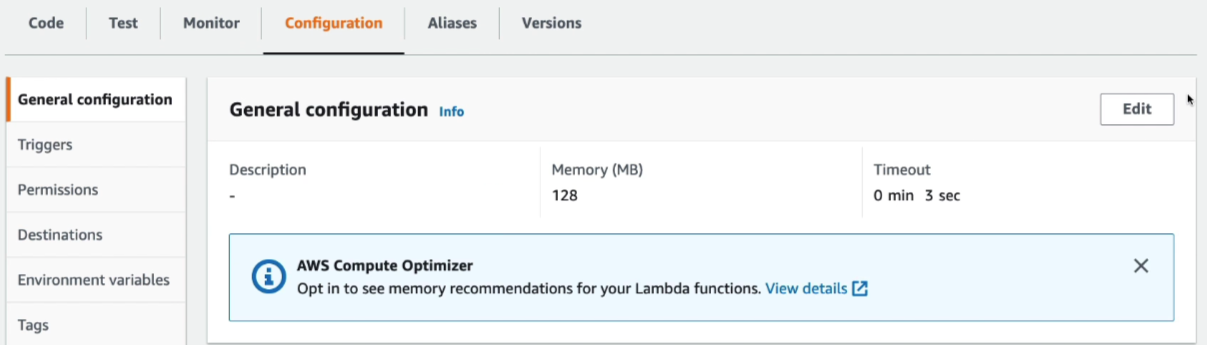 Code Test Monitor Configuration Aliases Versions
General configuration
Triggers
Permissions
Destinations
Environment variables
Tags
General configuration Info
Edit
Description
-
Memory (MB)
128
Timeout
0 min 3 sec
AWS Compute Optimizer
Opt in to see memory recommendations for your Lambda functions. View details